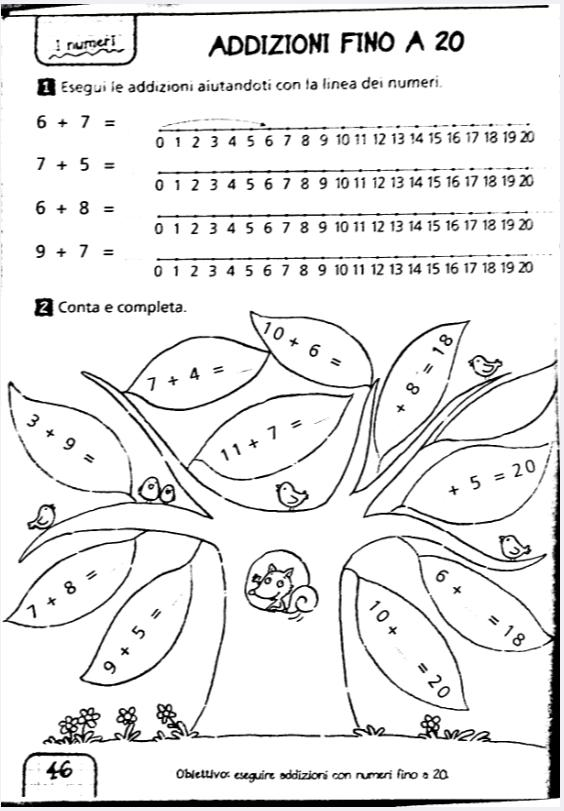 i numeri
ADDIZIONI FINO A 20
1 Esegui le addizioni aiutandoti con la linea dei numeri.
6 + 7 =
0 1 2 3 4 5 6 7 8 9 10 11 12 13 14 15 16 17 18 19 20
7 + 5 =
0 1 2 3 4 5 6 7 8 9 10 11 12 13 14 15 16 17 18 19 20
6 + 8 =
0 1 2 3 4 5 6 7 8 9 10 11 12 13 14 15 16 17 18 19 20
9 + 7 =
0 1 2 3 4 5 6 7 8 9 10 11 12 13 14 15 16 17 18 19 20
2 Conta e completa.
10 + 6 =
+ 8 = 18
7 + 4 =
3 + 9 =
11 + 7 =
+ 5 = 20
7 + 8 =
9 + 5 =
10 + = 20
6 + = 18
46
Obiettivo: eseguire addizioni con numeri fino a 20.